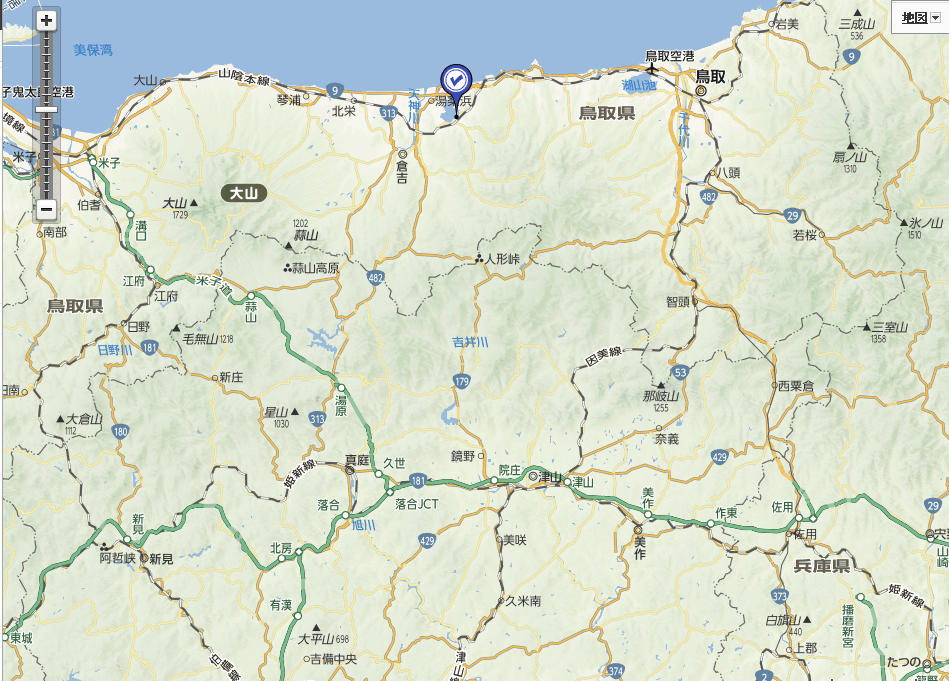 地図
岩美
三成山
536
美保湾
鳥取空港
9
大山
山陰本線
鳥取
湖山池
琴浦
9
北栄
313
天神川
鳥取県
千代川
境線
米子
米子
倉吉
扇ノ山
1310
八頭
伯耆
大山
1729
大山
482
29
氷ノ山
1510
若桜
溝口
南部
1202
蒜山
人形峠
蒜山高原
482
江府
江府
米子道
蒜山
智頭
鳥取県
日野
毛無山 1218
181
日野川
吉井川
因美線
三室山
1358
新庄
湯原
179
53
那岐山
1255
西粟倉
大倉山
1112
星山
1030
313
180
奈義
鏡野
429
真庭
久世
姫新線
院庄
津山
津山
181
落合JCT
落合
旭川
美作
作東
佐用
佐用
29
新見
新見
阿哲峡
北房
429
美咲
美作
兵庫県
山崎
姫新線
373
有漢
久米南
播磨新宮
白旗山
440
東城
大平山 698
吉備中央
上郡
津山線
374
2
たつの